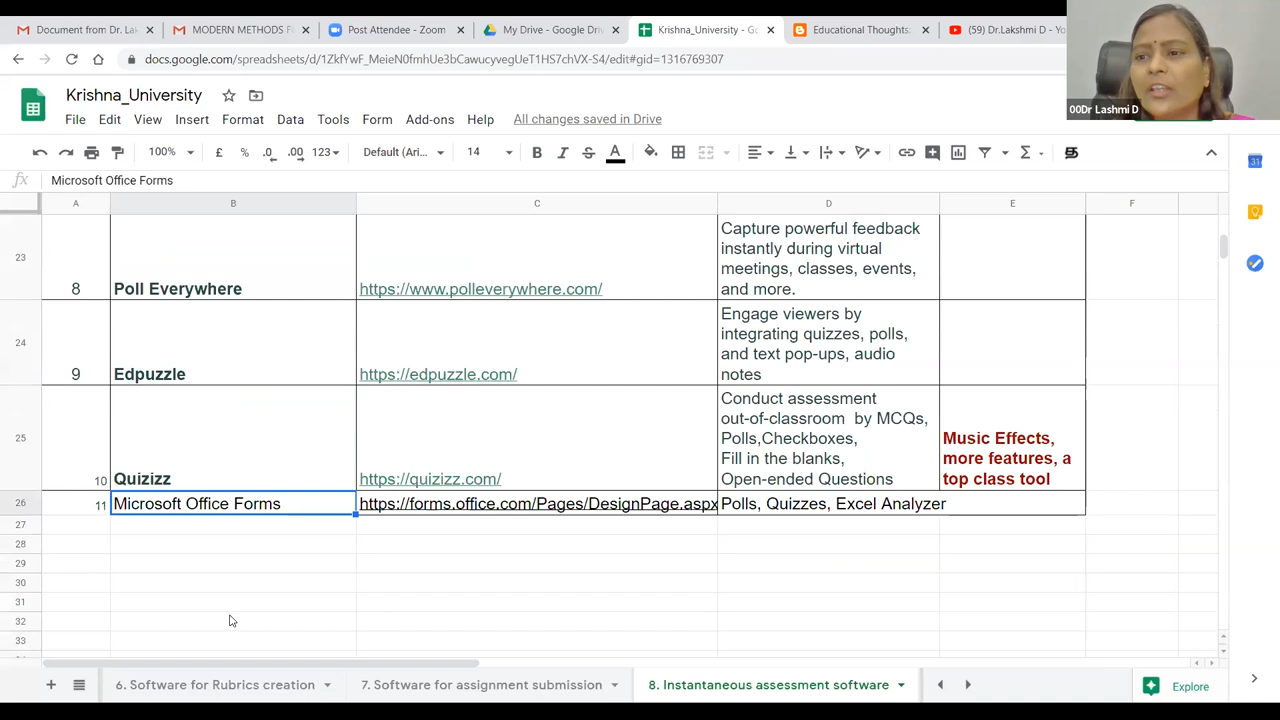 Document from Dr. Lak
MODERN METHODS F
Post Attendee - Zoom
My Drive - Google Driv
Krishna_University - Go
Educational Thoughts:
(59) Dr.Lakshmi D - Yo
docs.google.com/spreadsheets/d/1ZkfYwF_MeieN0fmhUe3bCawucyvegUeT1HS7chVX-S4/edit#gid=1316769307
00Dr Lashmi D
Krishna_University
File Edit View Insert Format Data Tools Form Add-ons Help All changes saved in Drive
100% £ % .0 .00 123 Default (Ari... 14 B I S A
fx Microsoft Office Forms
A B C D E F
23 8 Poll Everywhere https://www.polleverywhere.com/ Capture powerful feedback
instantly during virtual
meetings, classes, events,
and more.
24 9 Edpuzzle https://edpuzzle.com/ Engage viewers by
integrating quizzes, polls,
and text pop-ups, audio
notes
25 10 Quizizz https://quizizz.com/ Conduct assessment
out-of-classroom by MCQs,
Polls,Checkboxes,
Fill in the blanks,
Open-ended Questions
Music Effects,
more features, a
top class tool
26 11 Microsoft Office Forms https://forms.office.com/Pages/DesignPage.aspx Polls, Quizzes, Excel Analyzer
27
28
29
30
31
32
33
6. Software for Rubrics creation 7. Software for assignment submission 8. Instantaneous assessment software Explore